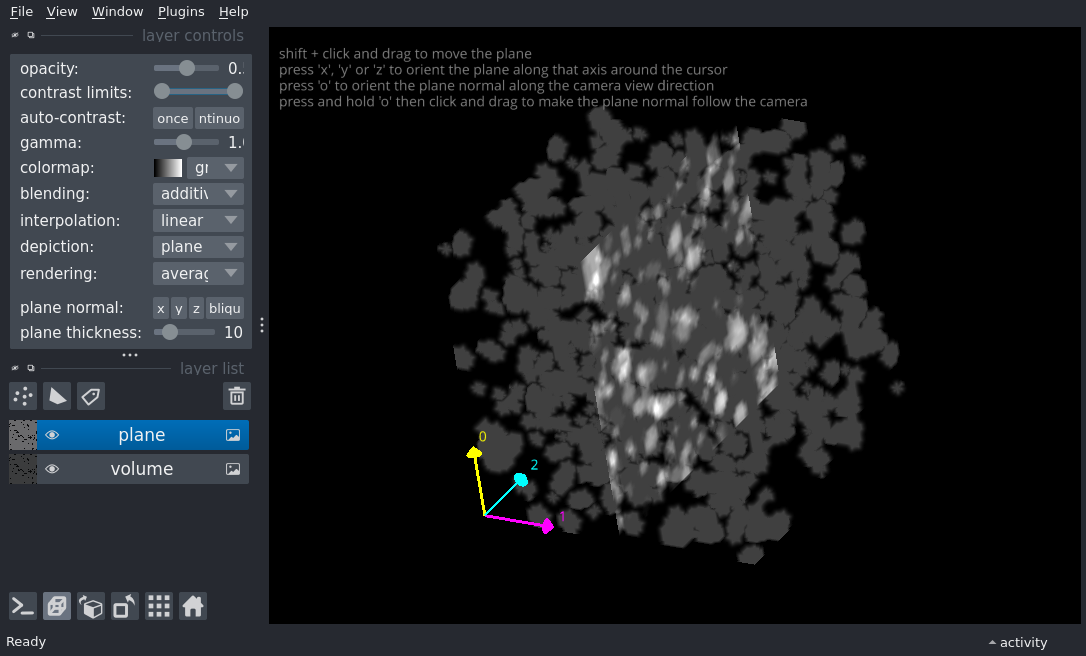 File View Window Plugins Help
layer controls
opacity: 0.
contrast limits:
auto-contrast: once ntinuo
gamma: 1.
colormap: gr
blending: additiv
interpolation: linear
depiction: plane
rendering: averag
plane normal: x y z bliqu
plane thickness: 10
layer list
plane
volume
shift + click and drag to move the plane
press 'x', 'y' or 'z' to orient the plane along that axis around the cursor
press 'o' to orient the plane normal along the camera view direction
press and hold 'o' then click and drag to make the plane normal follow the camera
0
2
1
Ready
activity